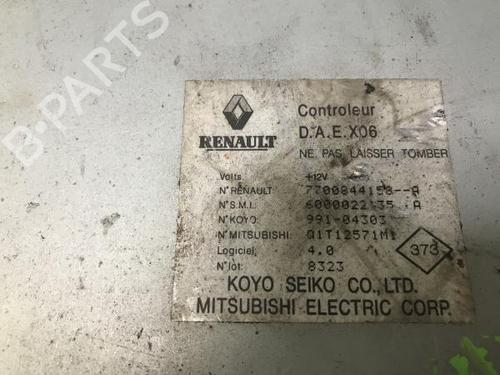 RENAULT
Controleur
D.A.E.X06
NE PAS LAISSER TOMBER
Volts +12V
N° RENAULT 7700844158--A
N° S.M.I. A
N° KOYO: 991-04303
N° MITSUBISHI: Q1T12571M1
Logiciel: 4.0
N° lot: 8323
373
KOYO SEIKO CO.,LTD.
MITSUBISHI ELECTRIC CORP.
B-PARTS